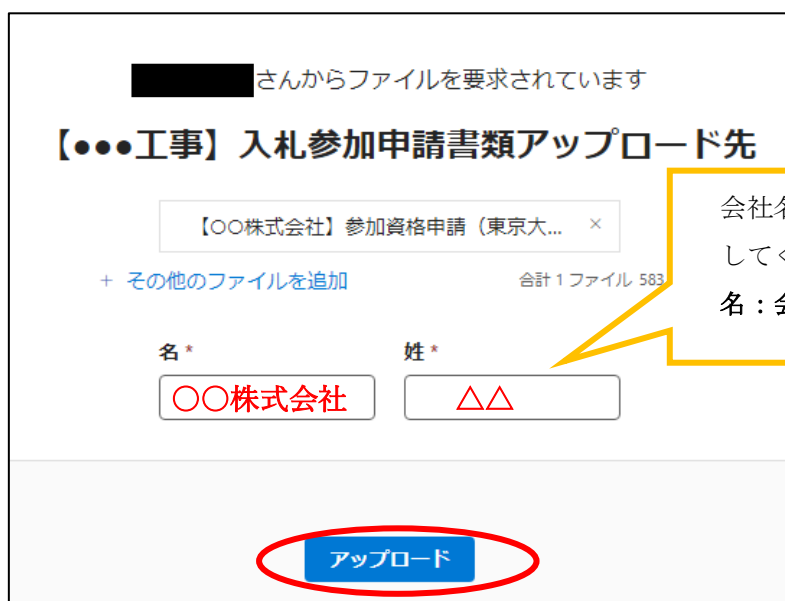 さんからファイルを要求されています
【●●●工事】入札参加申請書類アップロード先
【○○株式会社】参加資格申請（東京大... ×
会社名
してく
名：会
+ その他のファイルを追加
合計 1 ファイル 583
名 *
姓 *
○○株式会社
△△
アップロード